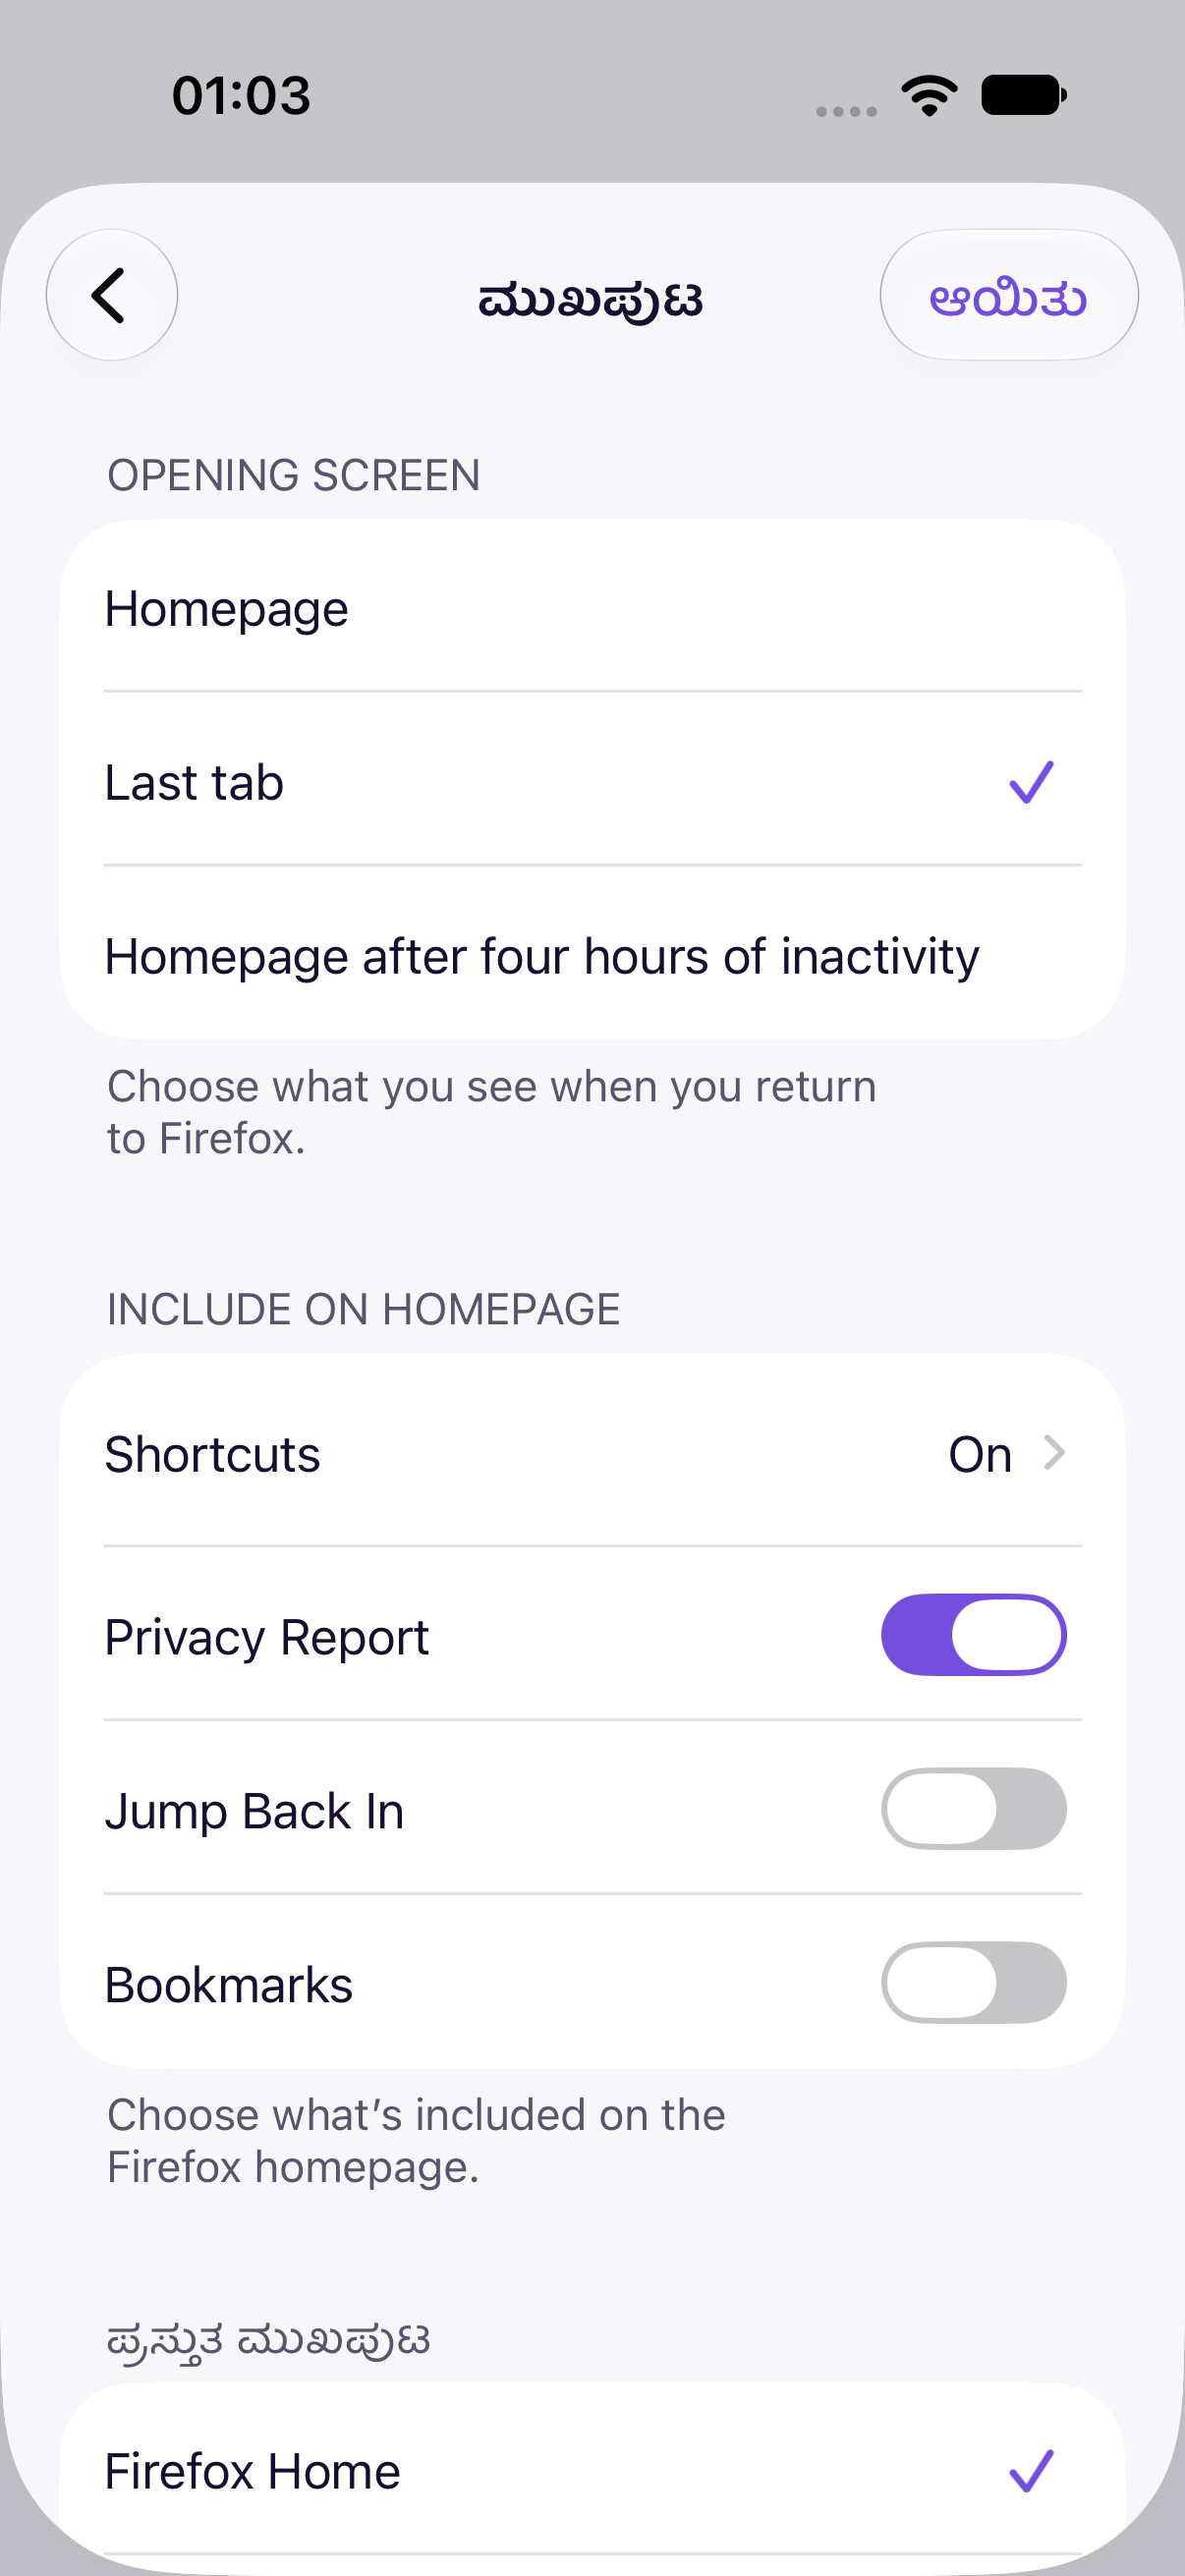 01:03
ಮುಖಪುಟ
ಆಯಿತು
OPENING SCREEN
Homepage
Last tab
Homepage after four hours of inactivity
Choose what you see when you return
to Firefox.
INCLUDE ON HOMEPAGE
Shortcuts On
Privacy Report
Jump Back In
Bookmarks
Choose what’s included on the
Firefox homepage.
ಪ್ರಸ್ತುತ ಮುಖಪುಟ
Firefox Home